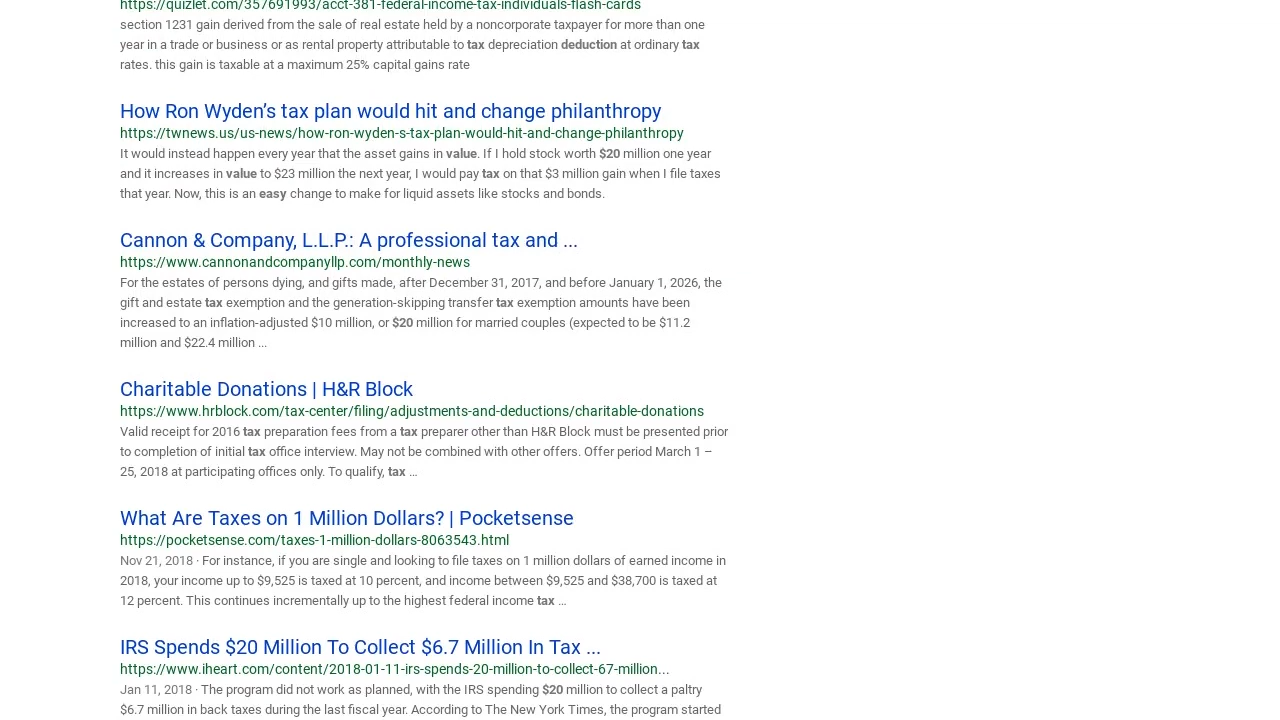 https://quizlet.com/357691993/acct-381-federal-income-tax-individuals-flash-cards
section 1231 gain derived from the sale of real estate held by a noncorporate taxpayer for more than one
year in a trade or business or as rental property attributable to tax depreciation deduction at ordinary tax
rates. this gain is taxable at a maximum 25% capital gains rate
How Ron Wyden’s tax plan would hit and change philanthropy
https://twnews.us/us-news/how-ron-wyden-s-tax-plan-would-hit-and-change-philanthropy
It would instead happen every year that the asset gains in value. If I hold stock worth $20 million one year
and it increases in value to $23 million the next year, I would pay tax on that $3 million gain when I file taxes
that year. Now, this is an easy change to make for liquid assets like stocks and bonds.
Cannon & Company, L.L.P.: A professional tax and ...
https://www.cannonandcompanyllp.com/monthly-news
For the estates of persons dying, and gifts made, after December 31, 2017, and before January 1, 2026, the
gift and estate tax exemption and the generation-skipping transfer tax exemption amounts have been
increased to an inflation-adjusted $10 million, or $20 million for married couples (expected to be $11.2
million and $22.4 million ...
Charitable Donations | H&R Block
https://www.hrblock.com/tax-center/filing/adjustments-and-deductions/charitable-donations
Valid receipt for 2016 tax preparation fees from a tax preparer other than H&R Block must be presented prior
to completion of initial tax office interview. May not be combined with other offers. Offer period March 1 –
25, 2018 at participating offices only. To qualify, tax …
What Are Taxes on 1 Million Dollars? | Pocketsense
https://pocketsense.com/taxes-1-million-dollars-8063543.html
Nov 21, 2018 · For instance, if you are single and looking to file taxes on 1 million dollars of earned income in
2018, your income up to $9,525 is taxed at 10 percent, and income between $9,525 and $38,700 is taxed at
12 percent. This continues incrementally up to the highest federal income tax …
IRS Spends $20 Million To Collect $6.7 Million In Tax ...
https://www.iheart.com/content/2018-01-11-irs-spends-20-million-to-collect-67-million...
Jan 11, 2018 · The program did not work as planned, with the IRS spending $20 million to collect a paltry
$6.7 million in back taxes during the last fiscal year. According to The New York Times, the program started